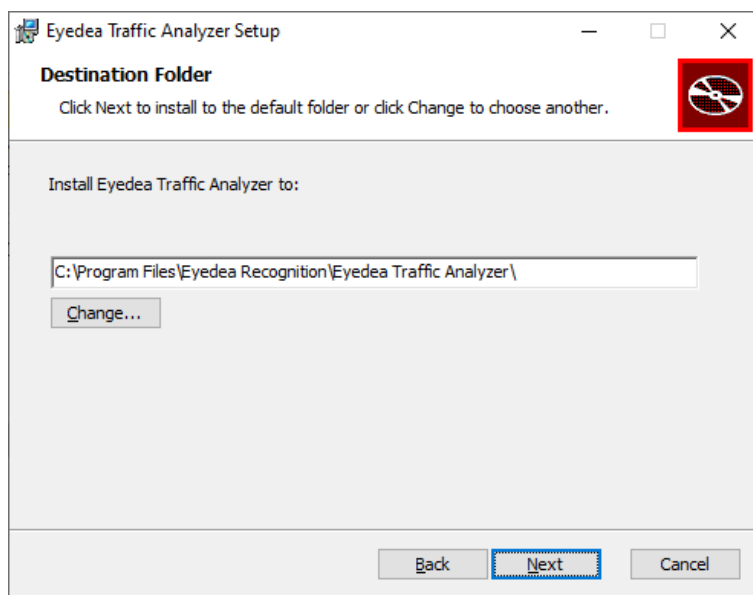 Eyedea Traffic Analyzer Setup
Destination Folder
Click Next to install to the default folder or click Change to choose another.
Install Eyedea Traffic Analyzer to:
C:\Program Files\Eyedea Recognition\Eyedea Traffic Analyzer\
Change...
Back Next Cancel